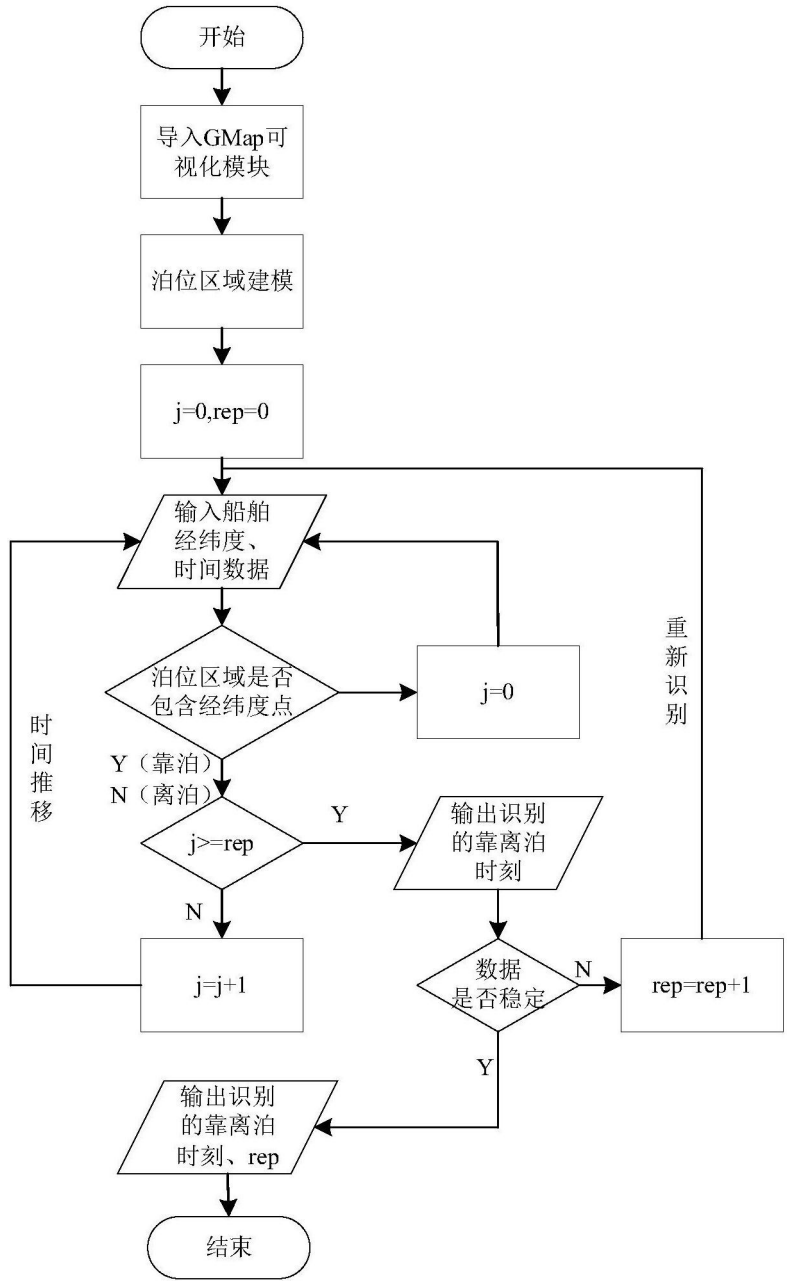 开始
导入GMap可
视化模块
泊位区域建模
j=0,rep=0
输入船舶
经纬度、
时间数据
泊位区域是否
包含经纬度点
j=0
重新识别
时间推移
Y（靠泊）
N（离泊）
j>=rep
Y
输出识别
的靠离泊
时刻
N
j=j+1
数据
是否稳定
N
rep=rep+1
Y
输出识别
的靠离泊
时刻、rep
结束